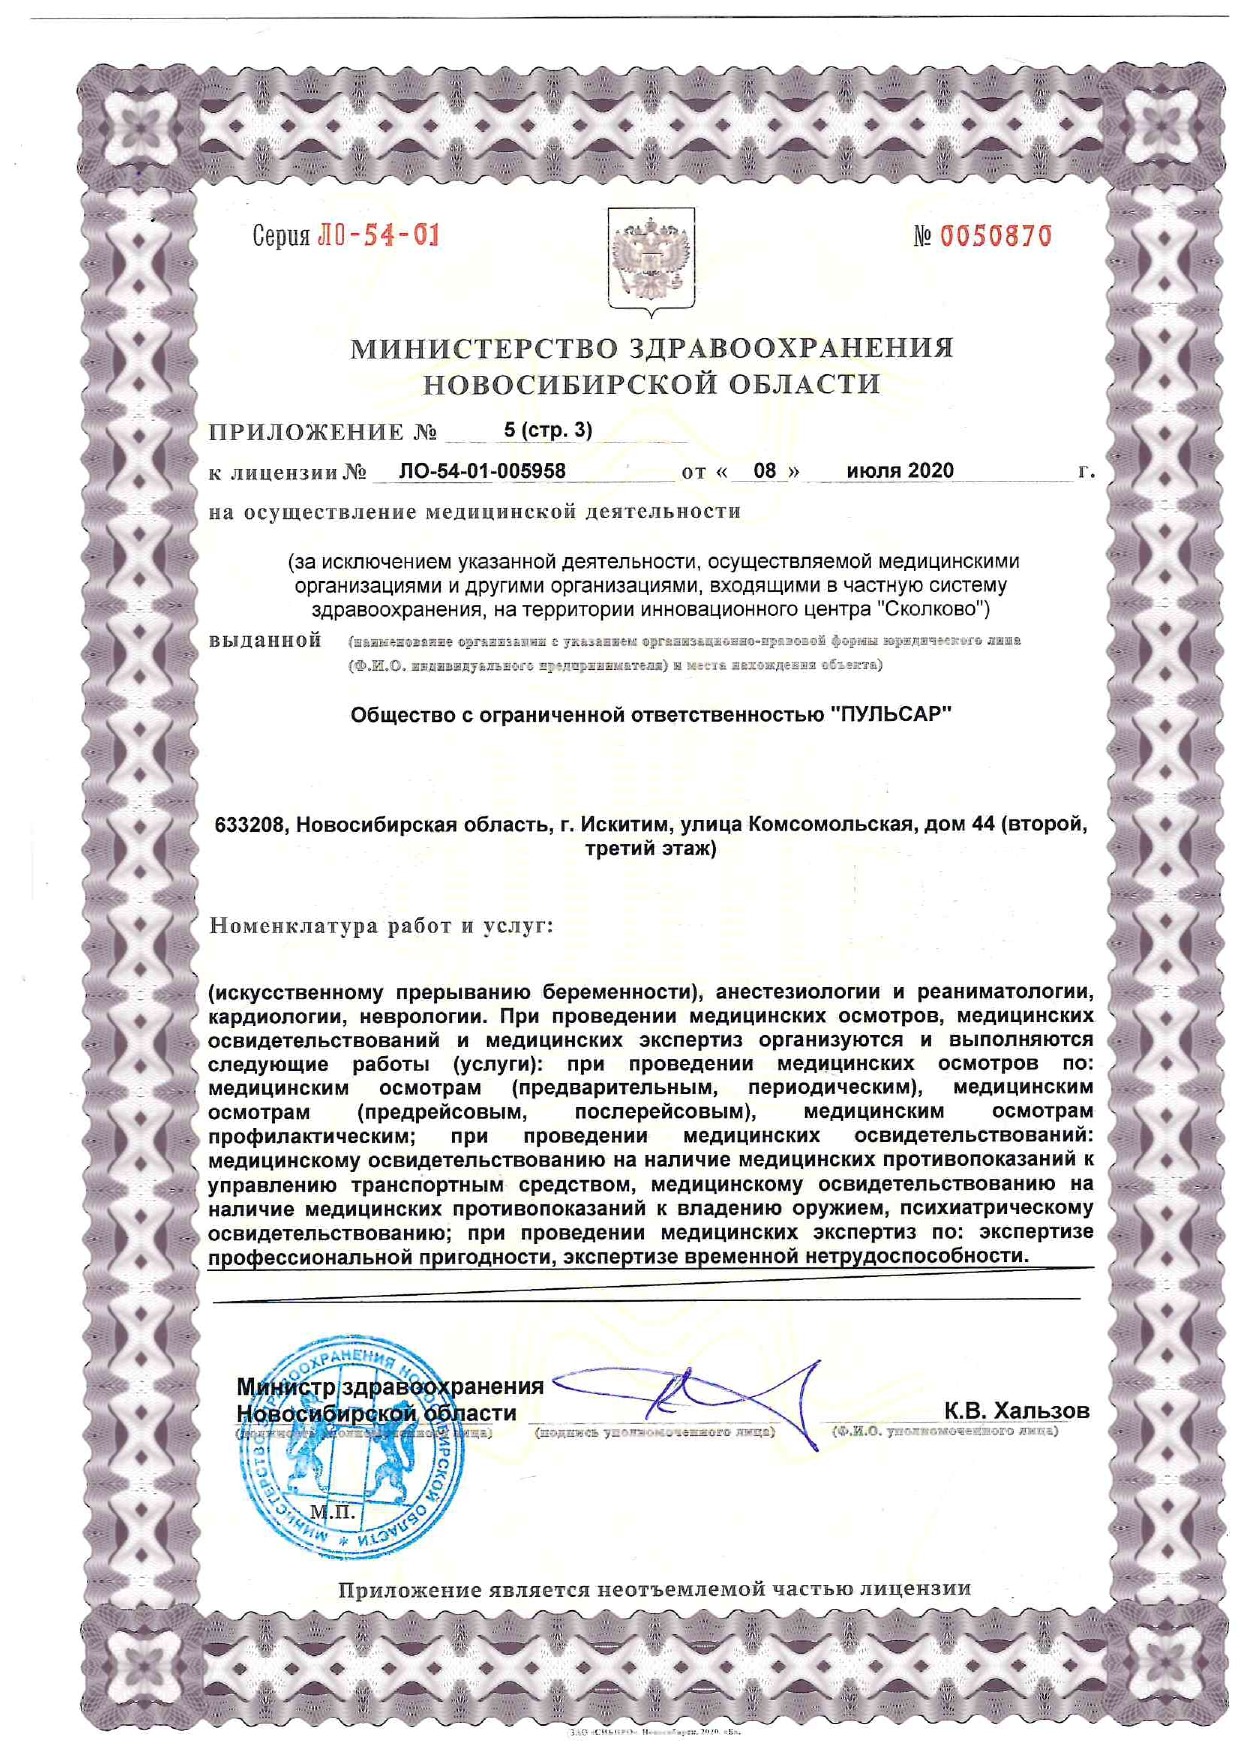 Серия ЛО-54-01
№ 0050870
МИНИСТЕРСТВО ЗДРАВООХРАНЕНИЯ
НОВОСИБИРСКОЙ ОБЛАСТИ
ПРИЛОЖЕНИЕ № 5 (стр. 3)
к лицензии № ЛО-54-01-005958 от « 08 » июля 2020 г.
на осуществление медицинской деятельности
(за исключением указанной деятельности, осуществляемой медицинскими
организациями и другими организациями, входящими в частную систему
здравоохранения, на территории инновационного центра "Сколково")
выданной (наименование организации с указанием организационно-правовой формы юридического лица
(Ф.И.О. индивидуального предпринимателя) и места нахождения объекта)
Общество с ограниченной ответственностью "ПУЛЬСАР"
633208, Новосибирская область, г. Искитим, улица Комсомольская, дом 44 (второй,
третий этаж)
Номенклатура работ и услуг:
(искусственному прерыванию беременности), анестезиологии и реаниматологии,
кардиологии, неврологии. При проведении медицинских осмотров, медицинских
освидетельствований и медицинских экспертиз организуются и выполняются
следующие работы (услуги): при проведении медицинских осмотров по:
медицинским осмотрам (предварительным, периодическим), медицинским
осмотрам (предрейсовым, послерейсовым), медицинским осмотрам
профилактическим; при проведении медицинских освидетельствований:
медицинскому освидетельствованию на наличие медицинских противопоказаний к
управлению транспортным средством, медицинскому освидетельствованию на
наличие медицинских противопоказаний к владению оружием, психиатрическому
освидетельствованию; при проведении медицинских экспертиз по: экспертизе
профессиональной пригодности, экспертизе временной нетрудоспособности.
Министр здравоохранения
Новосибирской области
К.В. Хальзов
(должность уполномоченного лица) (подпись уполномоченного лица) (Ф.И.О. уполномоченного лица)
МИНИСТЕРСТВО ЗДРАВООХРАНЕНИЯ НОВОСИБИРСКОЙ ОБЛАСТИ *
М.П.
Приложение является неотъемлемой частью лицензии